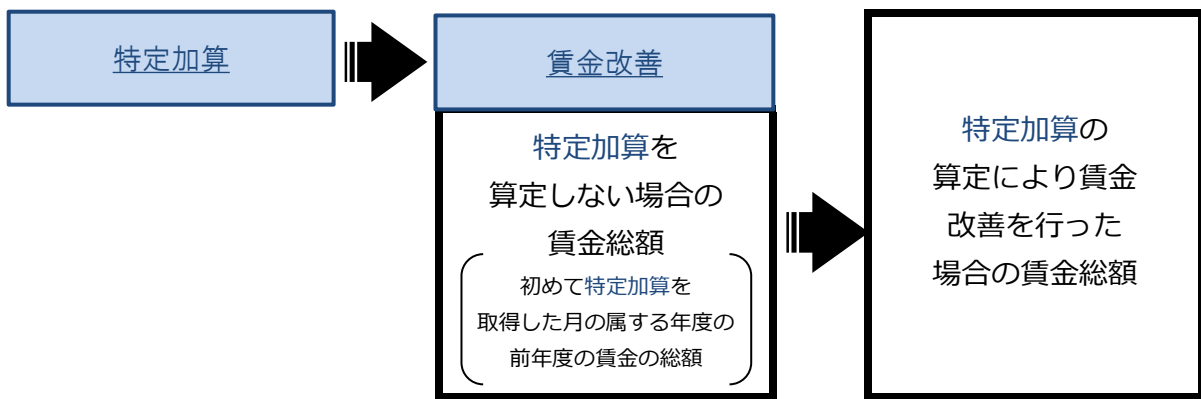 特定加算
賃金改善
特定加算を
算定しない場合の
賃金総額
初めて特定加算を
取得した月の属する年度の
前年度の賃金の総額
特定加算の
算定により賃金
改善を行った
場合の賃金総額